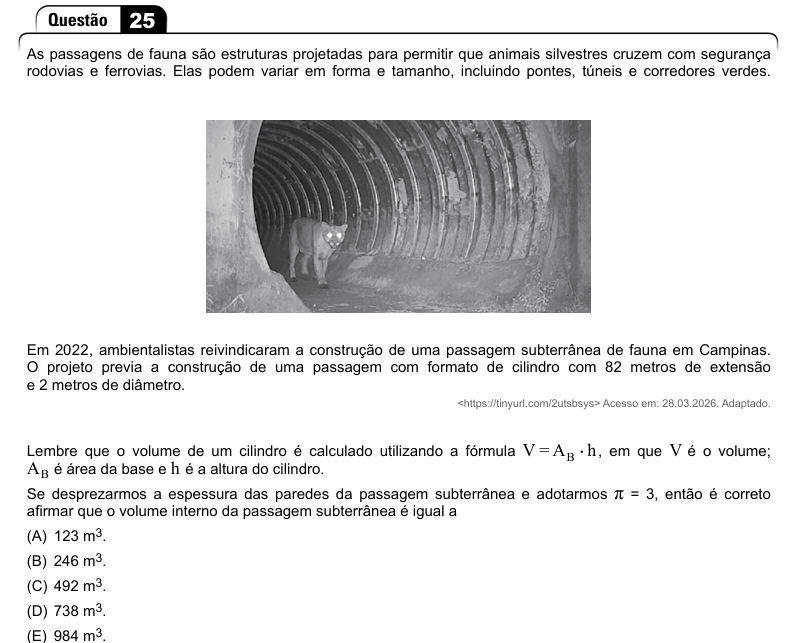 Questão 25
As passagens de fauna são estruturas projetadas para permitir que animais silvestres cruzem com segurança
rodovias e ferrovias. Elas podem variar em forma e tamanho, incluindo pontes, túneis e corredores verdes.
Em 2022, ambientalistas reivindicaram a construção de uma passagem subterrânea de fauna em Campinas.
O projeto previa a construção de uma passagem com formato de cilindro com 82 metros de extensão
e 2 metros de diâmetro.
<https://tinyurl.com/2utsbsys> Acesso em: 28.03.2026. Adaptado.
Lembre que o volume de um cilindro é calculado utilizando a fórmula V = A_B · h, em que V é o volume;
A_B é área da base e h é a altura do cilindro.
Se desprezarmos a espessura das paredes da passagem subterrânea e adotarmos π = 3, então é correto
afirmar que o volume interno da passagem subterrânea é igual a
(A) 123 m³.
(B) 246 m³.
(C) 492 m³.
(D) 738 m³.
(E) 984 m³.